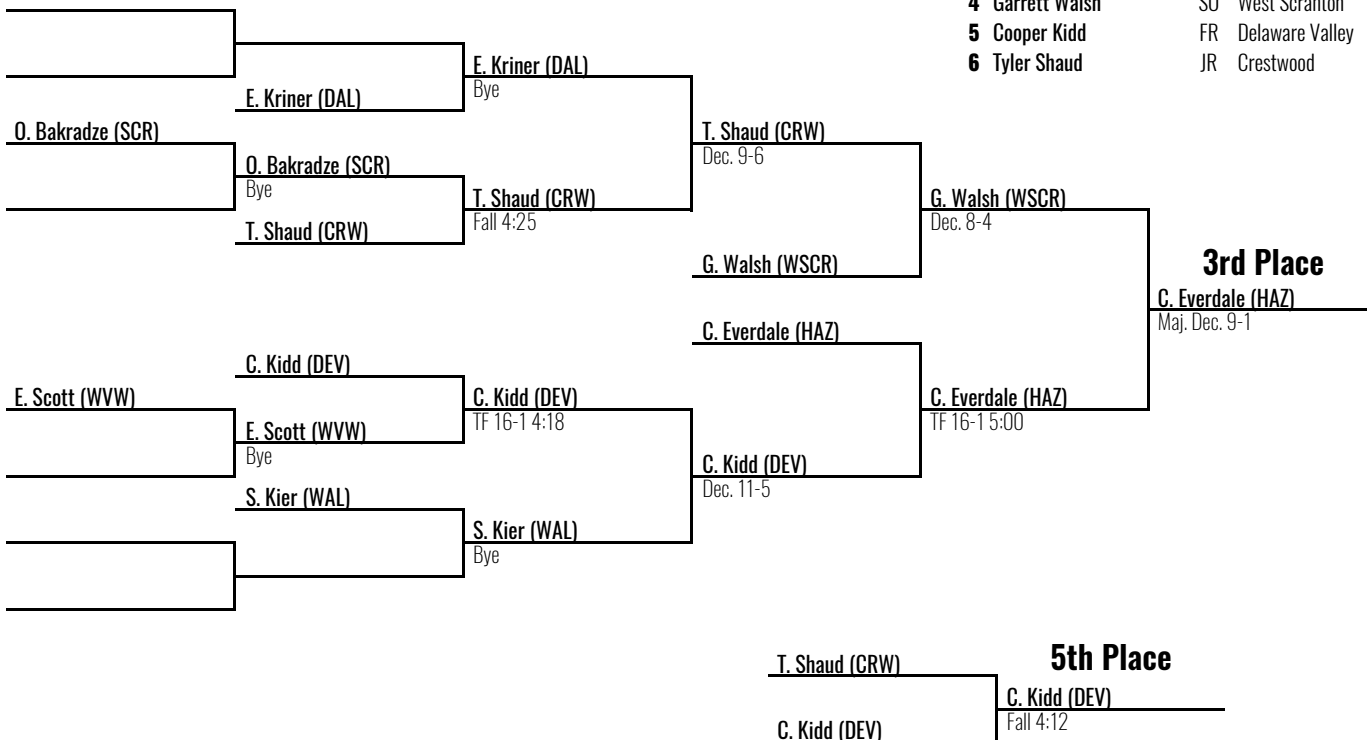 4 Garrett Walsh SO West Scranton
5 Cooper Kidd FR Delaware Valley
6 Tyler Shaud JR Crestwood
E. Kriner (DAL)
Bye
E. Kriner (DAL)
O. Bakradze (SCR)
T. Shaud (CRW)
Dec. 9-6
O. Bakradze (SCR)
Bye
T. Shaud (CRW)
Fall 4:25
G. Walsh (WSCR)
Dec. 8-4
T. Shaud (CRW)
G. Walsh (WSCR)
3rd Place
C. Everdale (HAZ)
Maj. Dec. 9-1
C. Everdale (HAZ)
C. Kidd (DEV)
E. Scott (WVW)
C. Kidd (DEV)
TF 16-1 4:18
C. Everdale (HAZ)
TF 16-1 5:00
E. Scott (WVW)
Bye
C. Kidd (DEV)
Dec. 11-5
S. Kier (WAL)
S. Kier (WAL)
Bye
5th Place
T. Shaud (CRW)
C. Kidd (DEV)
Fall 4:12
C. Kidd (DEV)